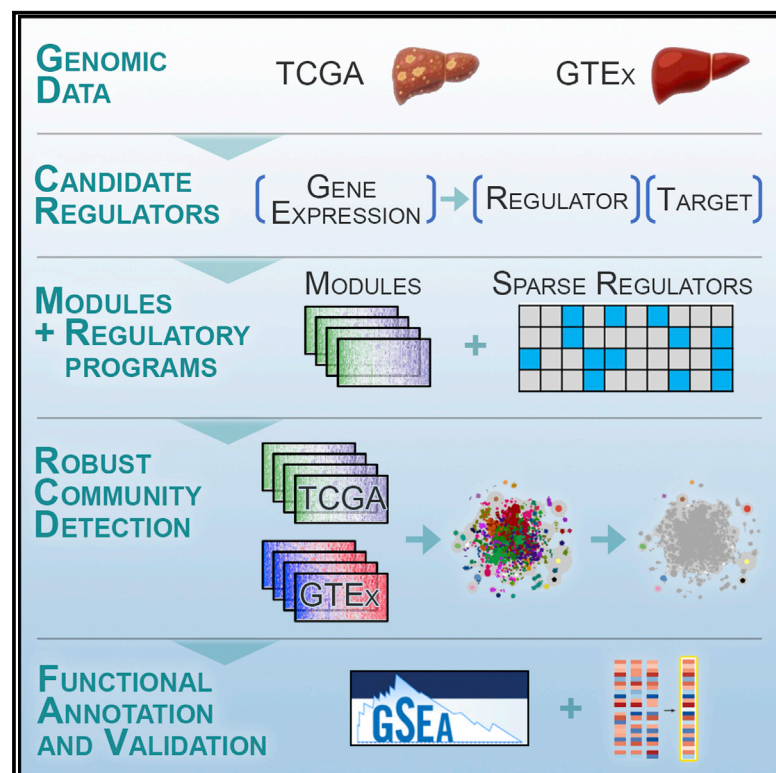 GENOMIC
DATA
TCGA
GTEX
CANDIDATE
REGULATORS
GENE
EXPRESSION
REGULATOR
TARGET
MODULES
+ REGULATORY
PROGRAMS
MODULES
+
SPARSE REGULATORS
ROBUST
COMMUNITY
DETECTION
TCGA
GTEX
FUNCTIONAL
ANNOTATION
AND VALIDATION
GSEA
+